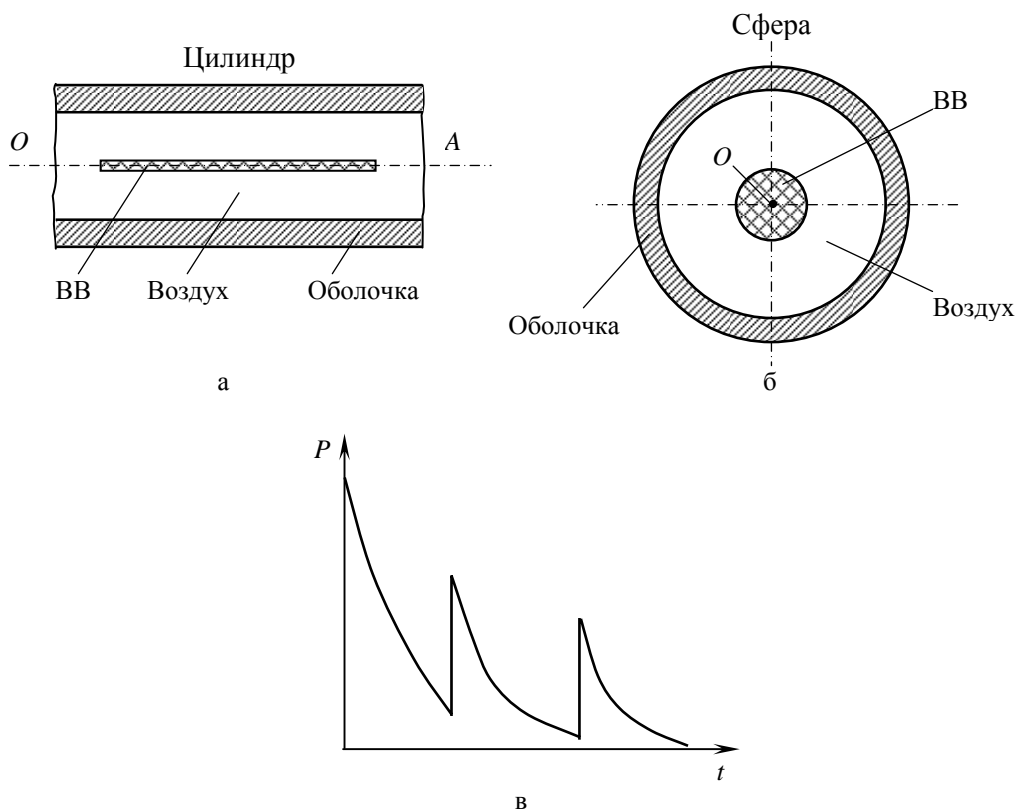 Цилиндр
O
A
ВВ
Воздух
Оболочка
а
Сфера
ВВ
O
Оболочка
Воздух
б
P
t
в